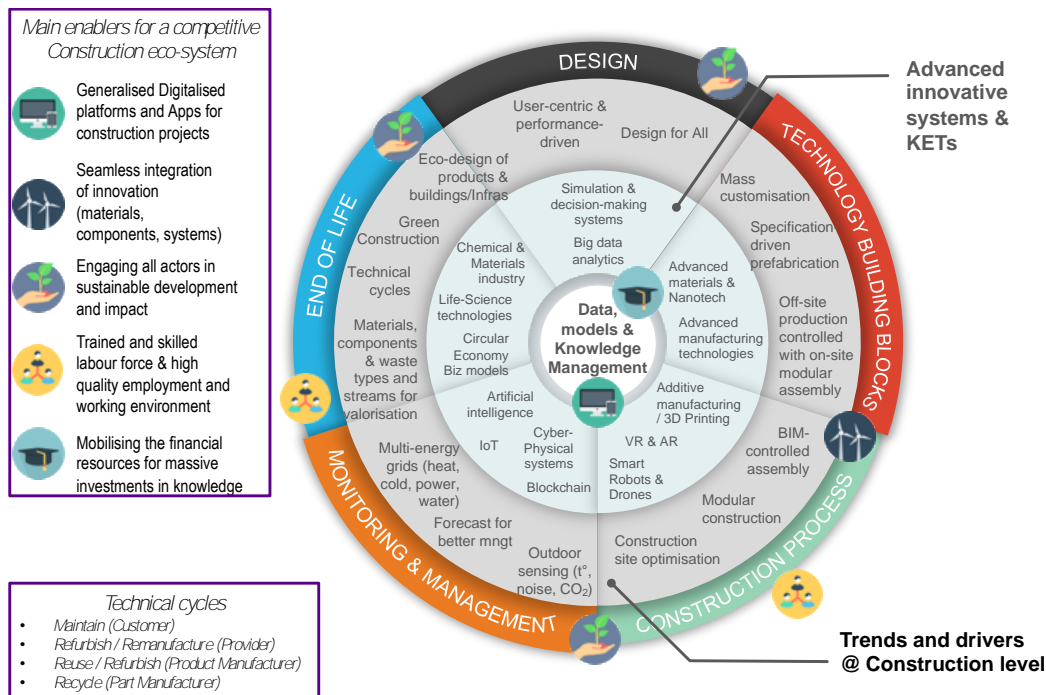 Main enablers for a competitive
Construction eco-system
Generalised Digitalised
platforms and Apps for
construction projects
Seamless integration
of innovation
(materials,
components, systems)
Engaging all actors in
sustainable development
and impact
Trained and skilled
labour force & high
quality employment and
working environment
Mobilising the financial
resources for massive
investments in knowledge
Technical cycles
• Maintain (Customer)
• Refurbish / Remanufacture (Provider)
• Reuse / Refurbish (Product Manufacturer)
• Recycle (Part Manufacturer)
DESIGN
User-centric &
performance-
driven
Design for All
Eco-design of
products &
buildings/Infras
Simulation &
decision-making
systems
Big data
analytics
Advanced
innovative
systems &
KETs
TECHNOLOGY BUILDING BLOCKS
Mass
customisation
Specification
driven
prefabrication
Off-site
production
controlled
with on-site
modular
assembly
Advanced
materials &
Nanotech
Advanced
manufacturing
technologies
END OF LIFE
Green
Construction
Technical
cycles
Materials,
components
& waste
types and
streams for
valorisation
Chemical &
Materials
industry
Life-Science
technologies
Circular
Economy
Biz models
Data,
models &
Knowledge
Management
MONITORING & MANAGEMENT
Multi-energy
grids (heat,
cold, power,
water)
Forecast for
better mngt
Outdoor
sensing (t°,
noise, CO₂)
Artificial
intelligence
IoT
Cyber-
Physical
systems
Blockchain
CONSTRUCTION PROCESS
Additive
manufacturing
/ 3D Printing
VR & AR
Smart
Robots &
Drones
BIM-
controlled
assembly
Modular
construction
Construction
site optimisation
Trends and drivers
@ Construction level